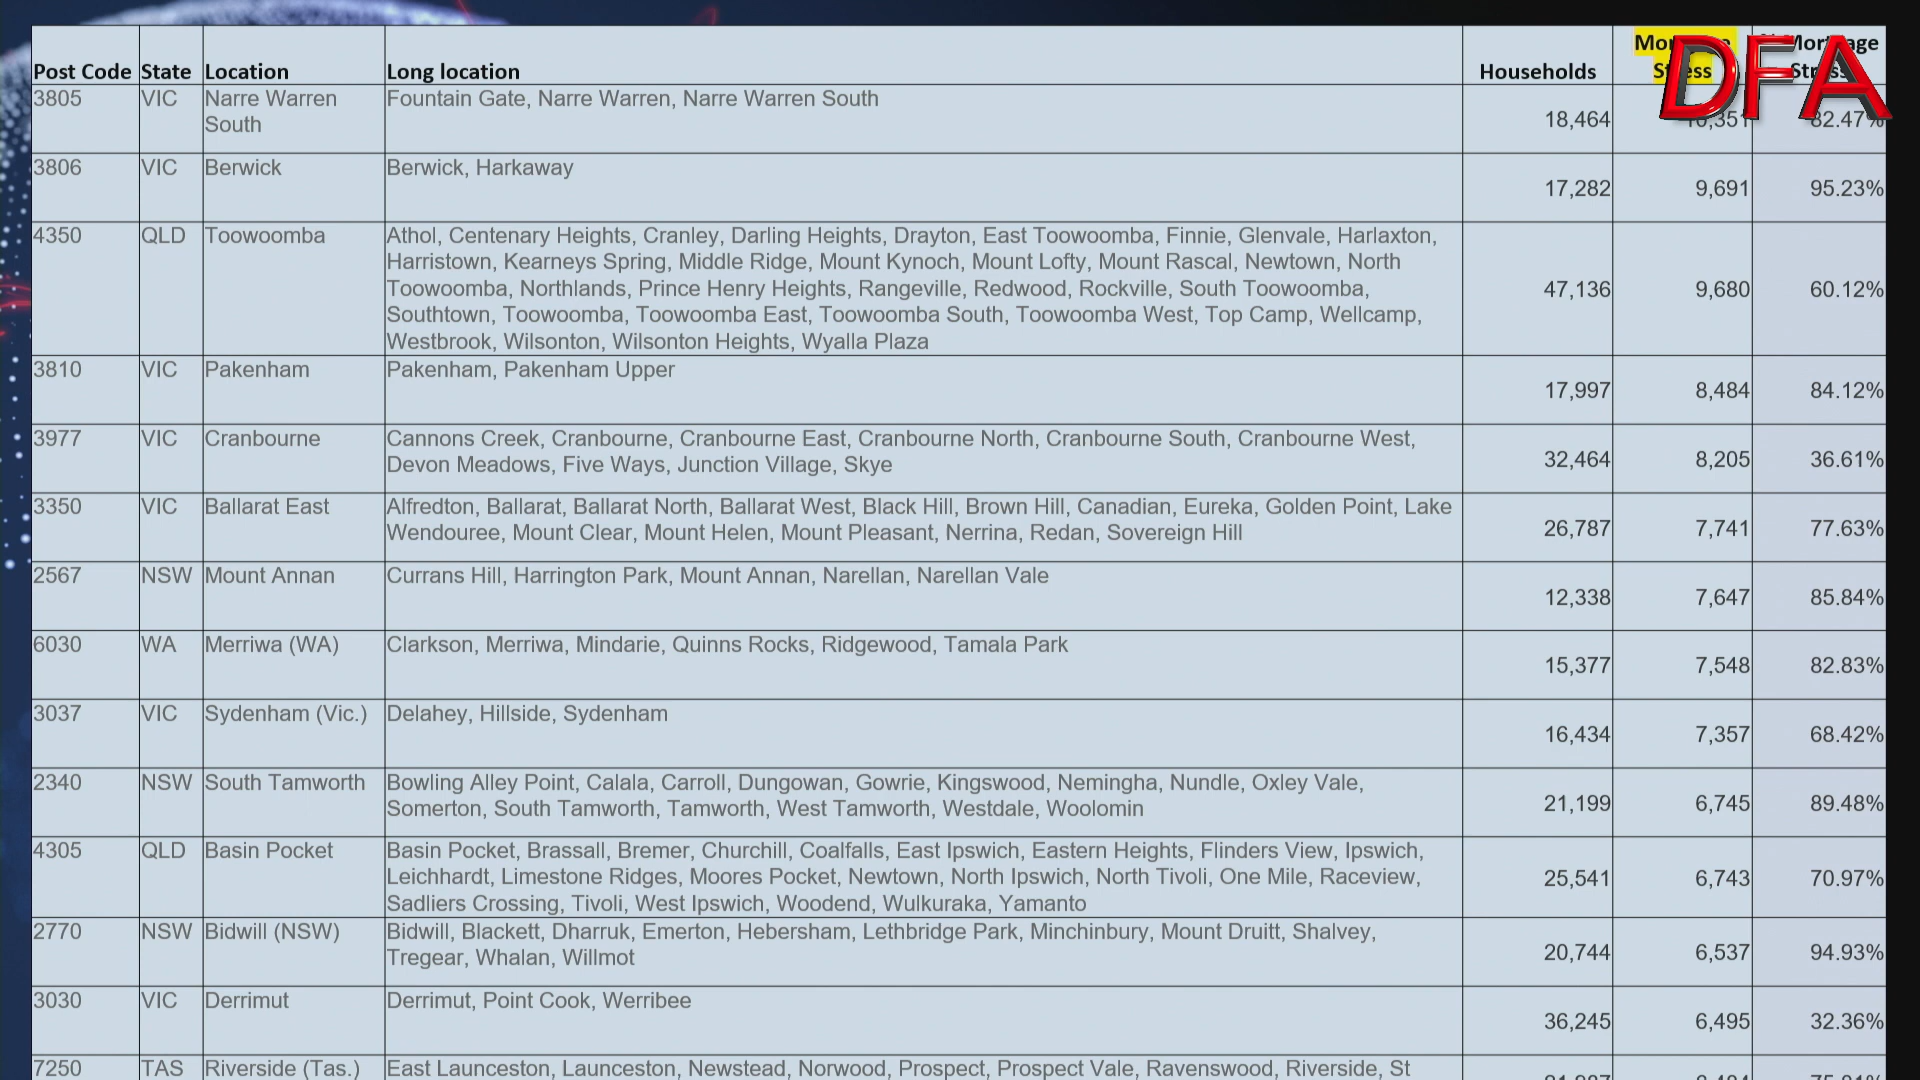 Post Code State Location Long location Households Mortgage Stress % Mortgage Stress DFA
3805 VIC Narre Warren South Fountain Gate, Narre Warren, Narre Warren South 18,464 10,351 82.47%
3806 VIC Berwick Berwick, Harkaway 17,282 9,691 95.23%
4350 QLD Toowoomba Athol, Centenary Heights, Cranley, Darling Heights, Drayton, East Toowoomba, Finnie, Glenvale, Harlaxton,
Harristown, Kearneys Spring, Middle Ridge, Mount Kynoch, Mount Lofty, Mount Rascal, Newtown, North
Toowoomba, Northlands, Prince Henry Heights, Rangeville, Redwood, Rockville, South Toowoomba, 47,136 9,680 60.12%
Southtown, Toowoomba, Toowoomba East, Toowoomba South, Toowoomba West, Top Camp, Wellcamp,
Westbrook, Wilsonton, Wilsonton Heights, Wyalla Plaza
3810 VIC Pakenham Pakenham, Pakenham Upper 17,997 8,484 84.12%
3977 VIC Cranbourne Cannons Creek, Cranbourne, Cranbourne East, Cranbourne North, Cranbourne South, Cranbourne West,
Devon Meadows, Five Ways, Junction Village, Skye 32,464 8,205 36.61%
3350 VIC Ballarat East Alfredton, Ballarat, Ballarat North, Ballarat West, Black Hill, Brown Hill, Canadian, Eureka, Golden Point, Lake
Wendouree, Mount Clear, Mount Helen, Mount Pleasant, Nerrina, Redan, Sovereign Hill 26,787 7,741 77.63%
2567 NSW Mount Annan Currans Hill, Harrington Park, Mount Annan, Narellan, Narellan Vale 12,338 7,647 85.84%
6030 WA Merriwa (WA) Clarkson, Merriwa, Mindarie, Quinns Rocks, Ridgewood, Tamala Park 15,377 7,548 82.83%
3037 VIC Sydenham (Vic.) Delahey, Hillside, Sydenham 16,434 7,357 68.42%
2340 NSW South Tamworth Bowling Alley Point, Calala, Carroll, Dungowan, Gowrie, Kingswood, Nemingha, Nundle, Oxley Vale,
Somerton, South Tamworth, Tamworth, West Tamworth, Westdale, Woolomin 21,199 6,745 89.48%
4305 QLD Basin Pocket Basin Pocket, Brassall, Bremer, Churchill, Coalfalls, East Ipswich, Eastern Heights, Flinders View, Ipswich,
Leichhardt, Limestone Ridges, Moores Pocket, Newtown, North Ipswich, North Tivoli, One Mile, Raceview, 25,541 6,743 70.97%
Sadliers Crossing, Tivoli, West Ipswich, Woodend, Wulkuraka, Yamanto
2770 NSW Bidwill (NSW) Bidwill, Blackett, Dharruk, Emerton, Hebersham, Lethbridge Park, Minchinbury, Mount Druitt, Shalvey,
Tregear, Whalan, Willmot 20,744 6,537 94.93%
3030 VIC Derrimut Derrimut, Point Cook, Werribee 36,245 6,495 32.36%
7250 TAS Riverside (Tas.) East Launceston, Launceston, Newstead, Norwood, Prospect, Prospect Vale, Ravenswood, Riverside, St